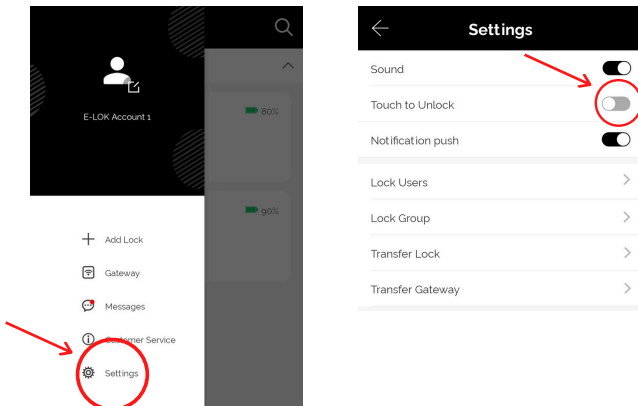 E-LOK Account 1
80%
90%
Add Lock
Gateway
Messages
Customer Service
Settings
Settings
Sound
Touch to Unlock
Notification push
Lock Users
Lock Group
Transfer Lock
Transfer Gateway